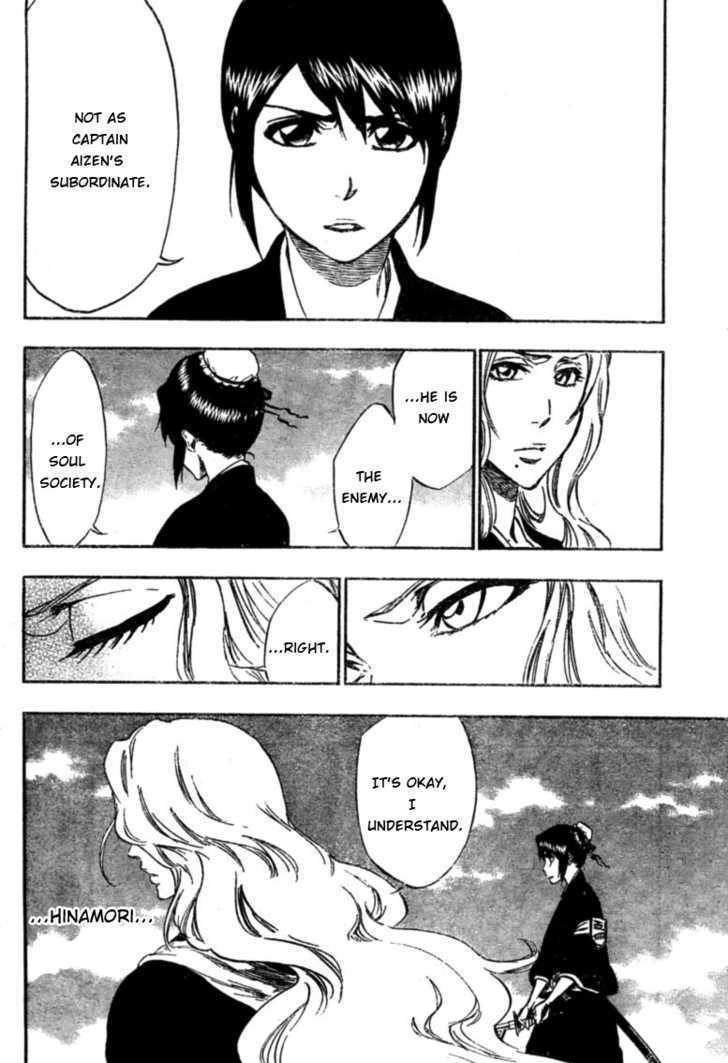 NOT AS
CAPTAIN
AIZEN'S
SUBORDINATE.
...HE IS
NOW
THE
ENEMY...
...OF
SOUL
SOCIETY.
...RIGHT.
IT'S OKAY,
I
UNDERSTAND.
...HINAMORI...